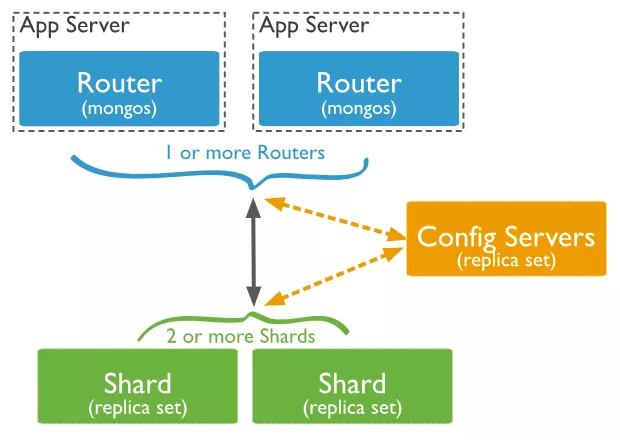 App Server
App Server
Router
(mongos)
Router
(mongos)
1 or more Routers
Config Servers
(replica set)
2 or more Shards
Shard
(replica set)
Shard
(replica set)